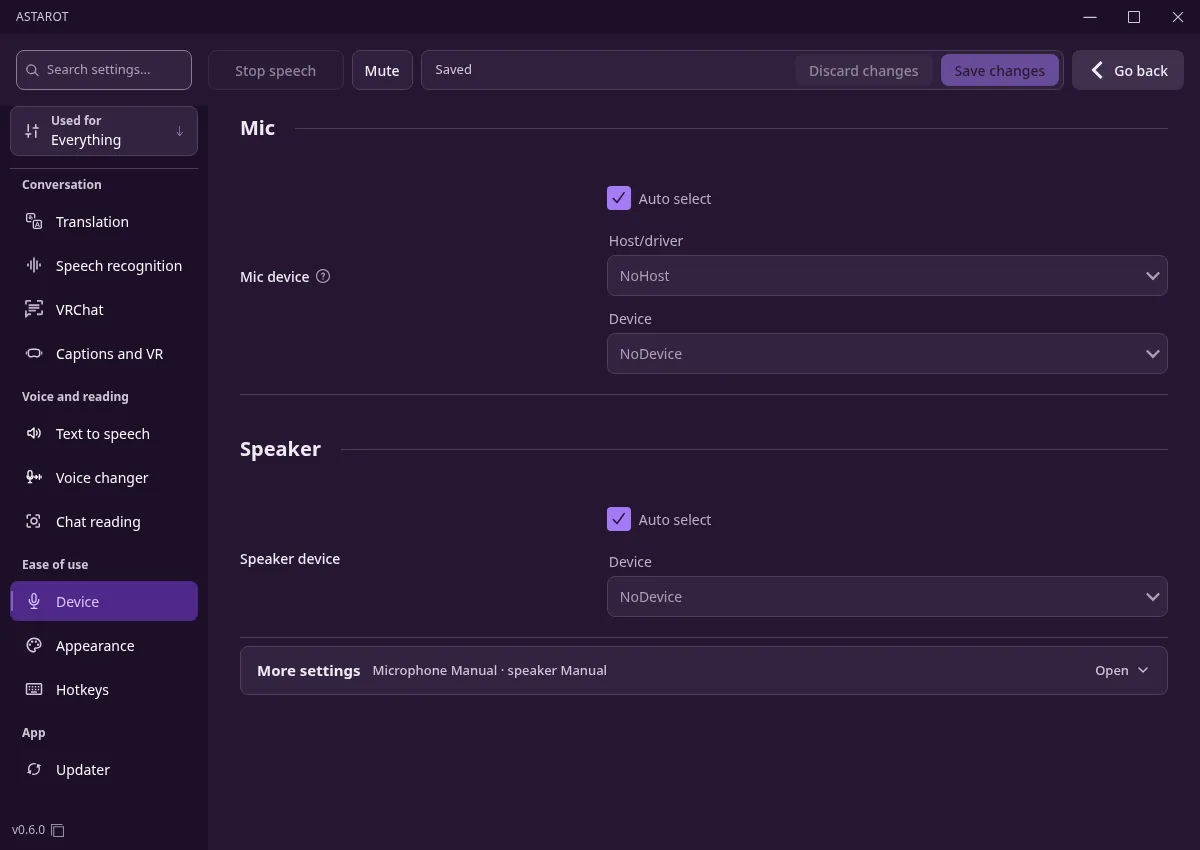 ASTAROT
Search settings...
Stop speech
Mute
Saved
Discard changes
Save changes
Go back
Used for
Everything
Conversation
Translation
Speech recognition
VRChat
Captions and VR
Voice and reading
Text to speech
Voice changer
Chat reading
Ease of use
Device
Appearance
Hotkeys
App
Updater
v0.6.0
Mic
Auto select
Host/driver
Mic device
NoHost
Device
NoDevice
Speaker
Auto select
Speaker device
Device
NoDevice
More settings Microphone Manual · speaker Manual Open